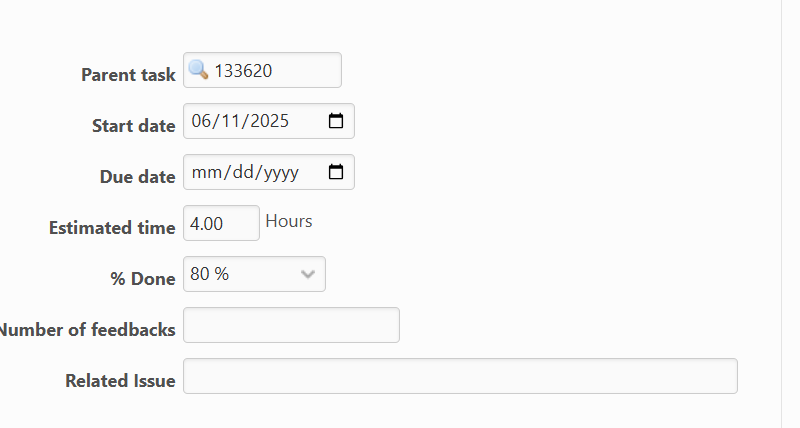 Parent task 133620
Start date 06/11/2025
Due date mm/dd/yyyy
Estimated time 4.00 Hours
% Done 80 %
Number of feedbacks
Related Issue